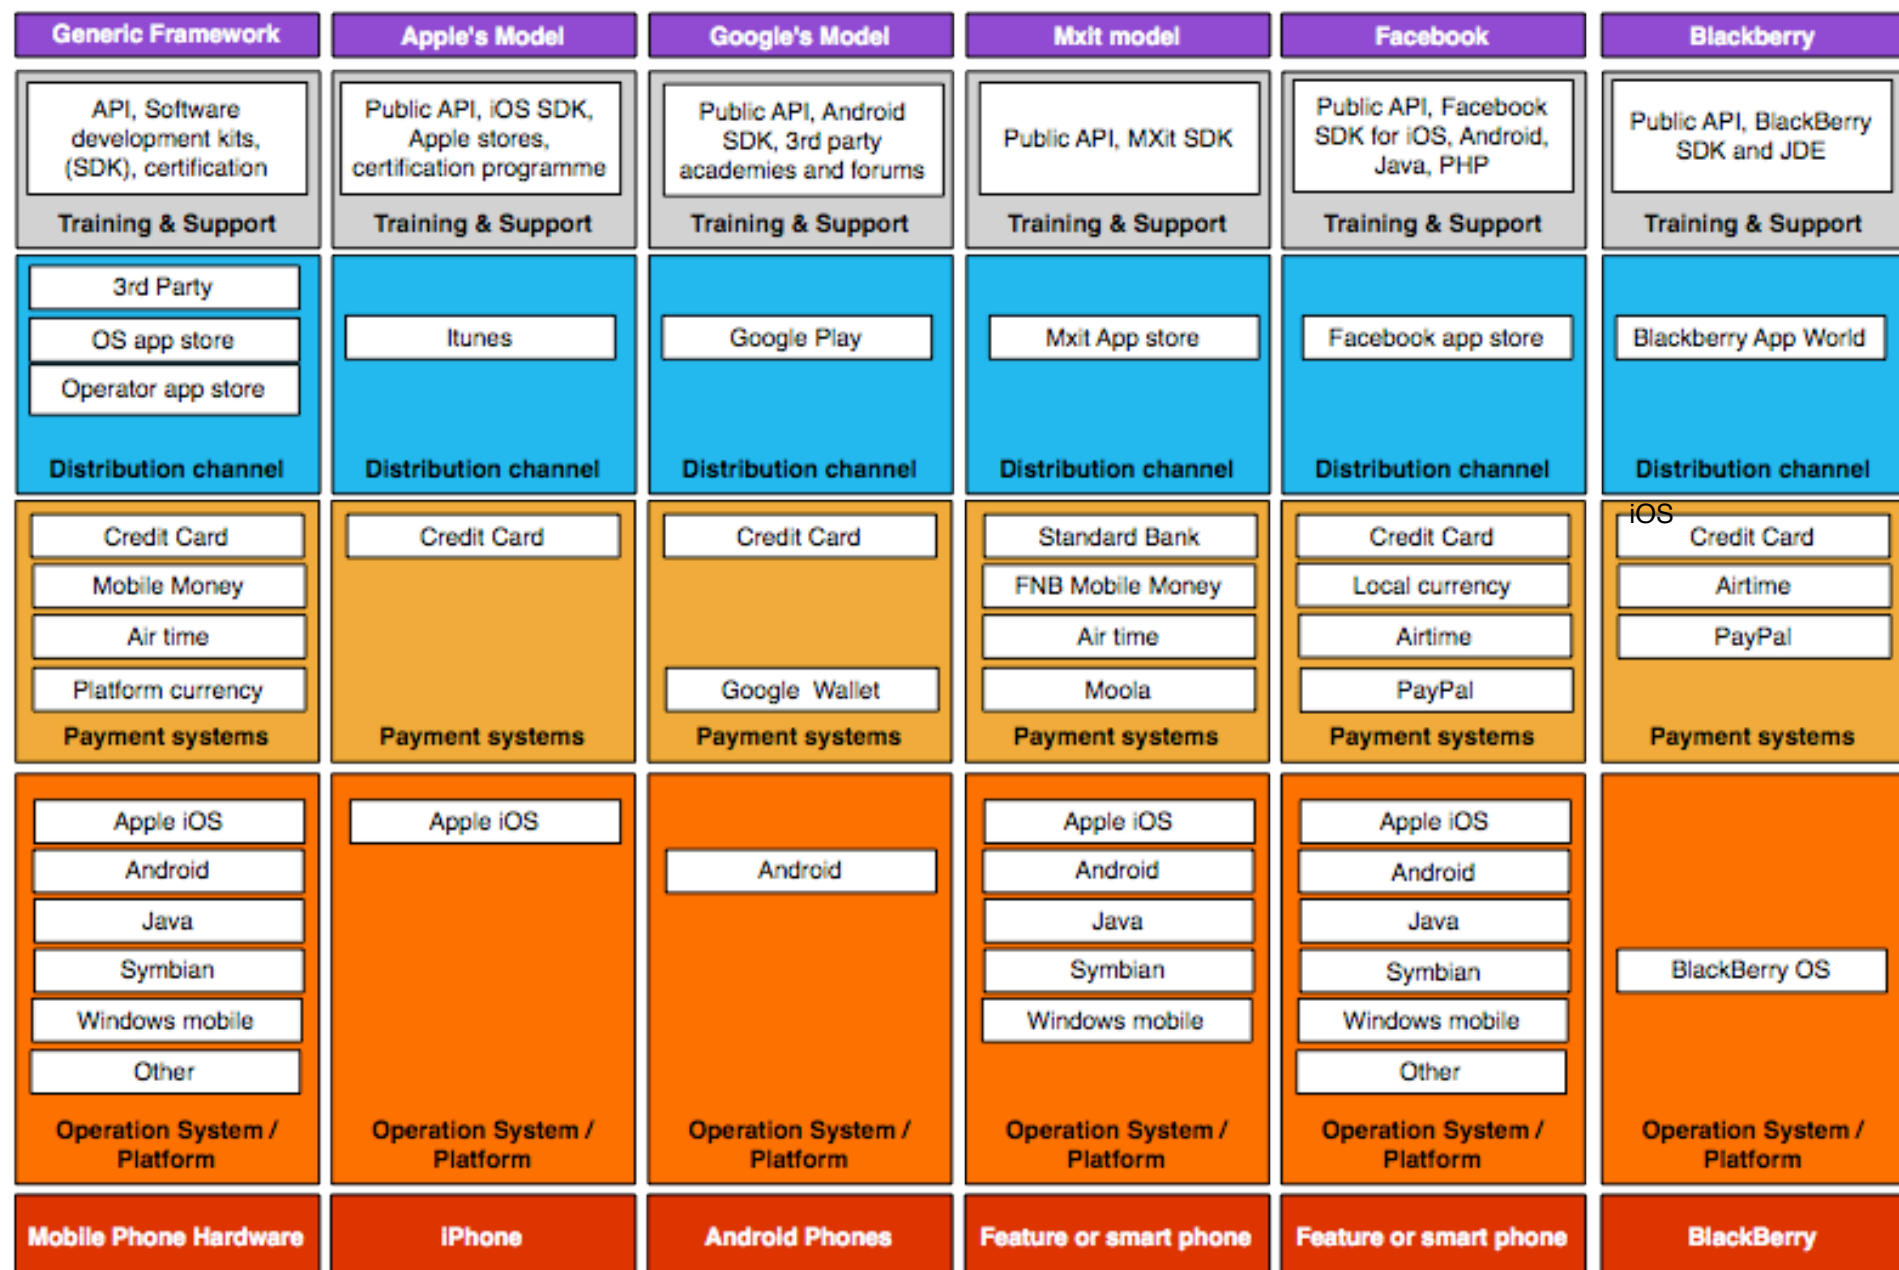 Generic Framework
Apple's Model
Google's Model
Mxit model
Facebook
Blackberry
API, Software
development kits,
(SDK), certification
Training & Support
Public API, iOS SDK,
Apple stores,
certification programme
Training & Support
Public API, Android
SDK, 3rd party
academies and forums
Training & Support
Public API, MXit SDK
Training & Support
Public API, Facebook
SDK for iOS, Android,
Java, PHP
Training & Support
Public API, BlackBerry
SDK and JDE
Training & Support
3rd Party
OS app store
Operator app store
Distribution channel
Itunes
Distribution channel
Google Play
Distribution channel
Mxit App store
Distribution channel
Facebook app store
Distribution channel
Blackberry App World
Distribution channel
Credit Card
Mobile Money
Air time
Platform currency
Payment systems
Credit Card
Payment systems
Credit Card
Google Wallet
Payment systems
Standard Bank
FNB Mobile Money
Air time
Moola
Payment systems
Credit Card
Local currency
Airtime
PayPal
Payment systems
iOS
Credit Card
Airtime
PayPal
Payment systems
Apple iOS
Android
Java
Symbian
Windows mobile
Other
Operation System /
Platform
Apple iOS
Operation System /
Platform
Android
Operation System /
Platform
Apple iOS
Android
Java
Symbian
Windows mobile
Operation System /
Platform
Apple iOS
Android
Java
Symbian
Windows mobile
Other
Operation System /
Platform
BlackBerry OS
Operation System /
Platform
Mobile Phone Hardware
iPhone
Android Phones
Feature or smart phone
Feature or smart phone
BlackBerry